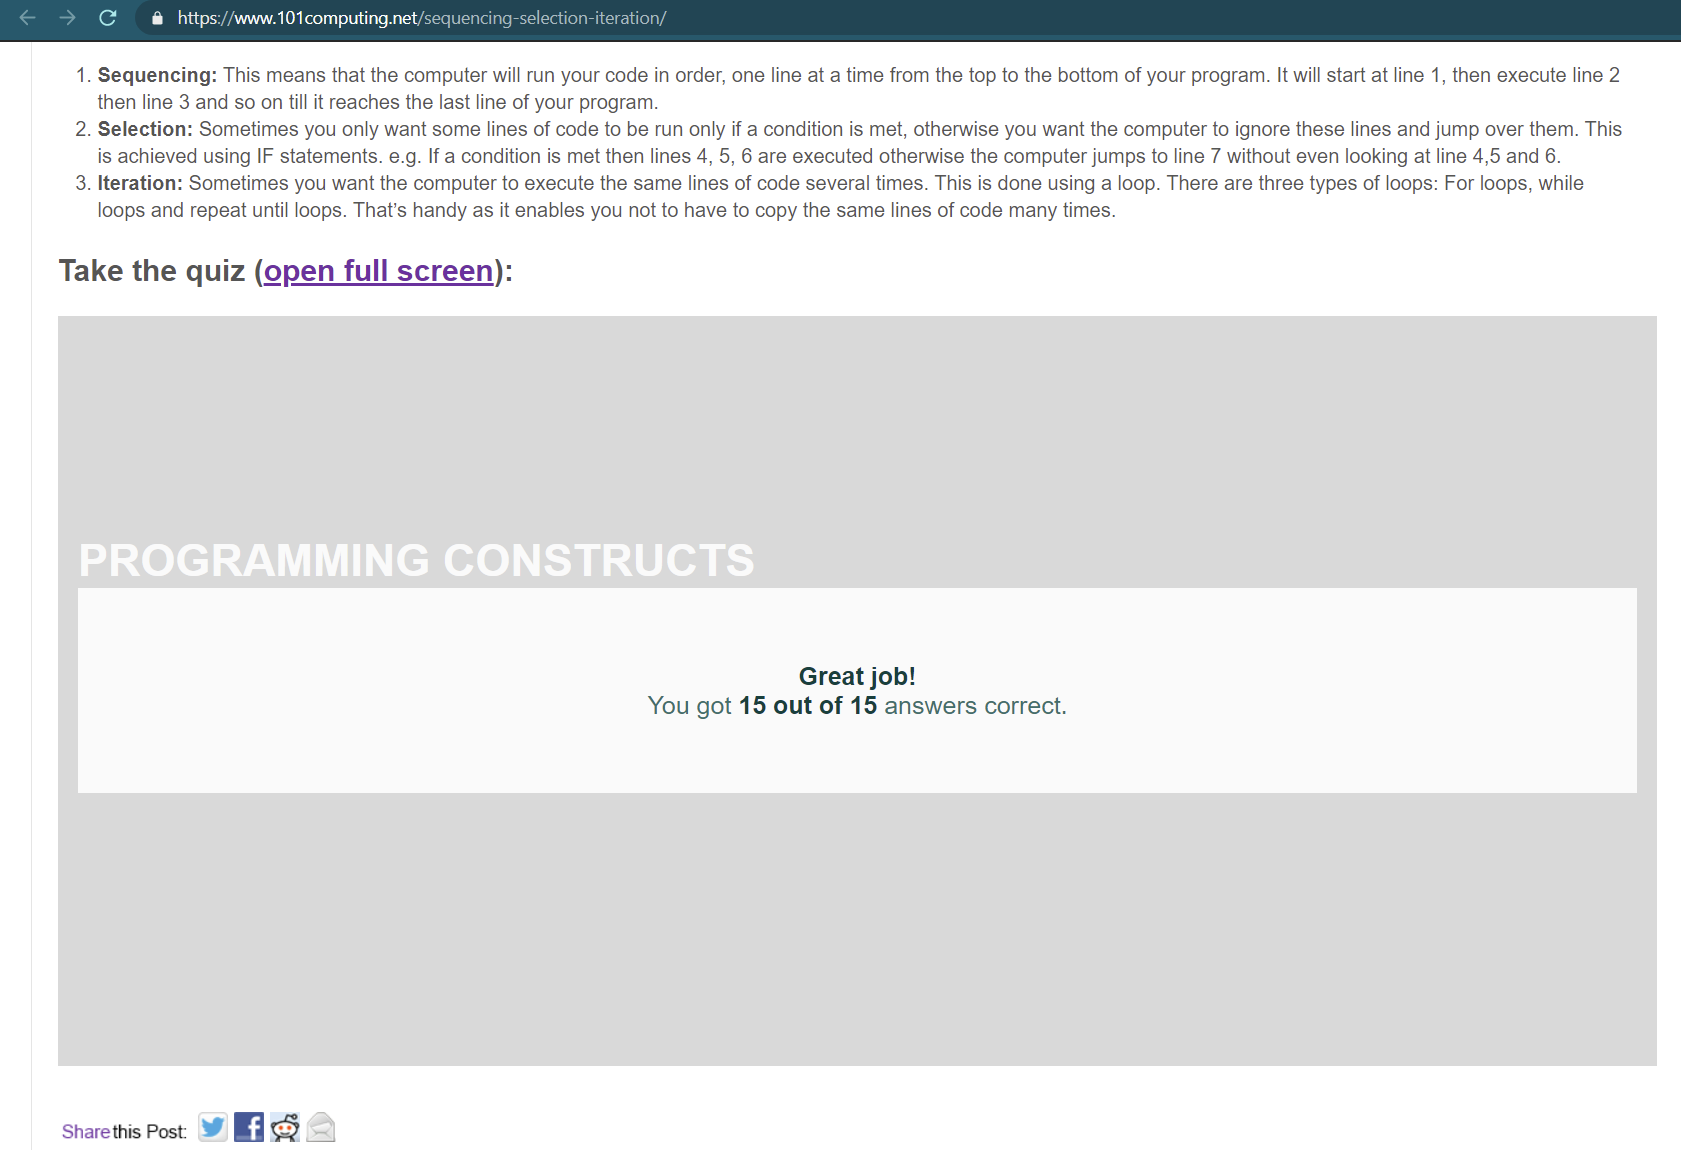 https://www.101computing.net/sequencing-selection-iteration/
1. Sequencing: This means that the computer will run your code in order, one line at a time from the top to the bottom of your program. It will start at line 1, then execute line 2
then line 3 and so on till it reaches the last line of your program.
2. Selection: Sometimes you only want some lines of code to be run only if a condition is met, otherwise you want the computer to ignore these lines and jump over them. This
is achieved using IF statements. e.g. If a condition is met then lines 4, 5, 6 are executed otherwise the computer jumps to line 7 without even looking at line 4,5 and 6.
3. Iteration: Sometimes you want the computer to execute the same lines of code several times. This is done using a loop. There are three types of loops: For loops, while
loops and repeat until loops. That’s handy as it enables you not to have to copy the same lines of code many times.
Take the quiz (open full screen):
PROGRAMMING CONSTRUCTS
Great job!
You got 15 out of 15 answers correct.
Share this Post: